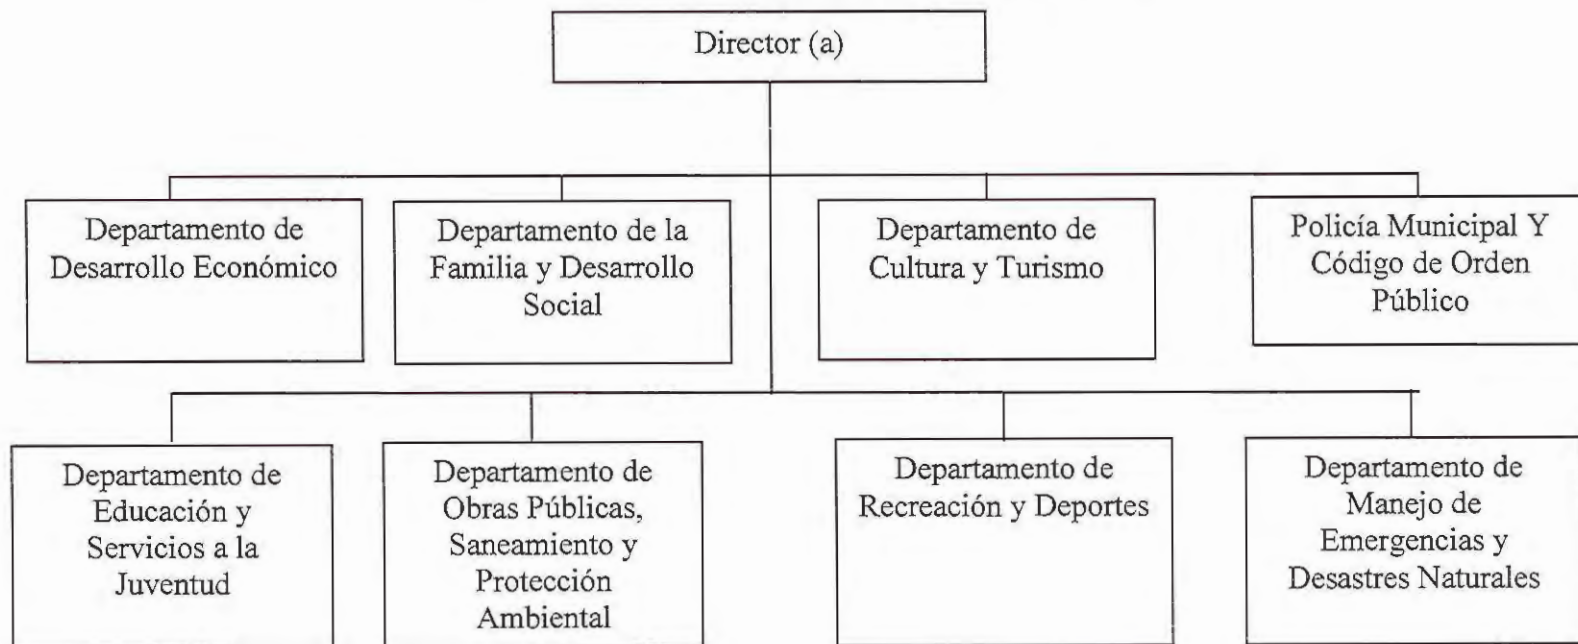 Director (a)
Departamento de
Desarrollo Económico
Departamento de la
Familia y Desarrollo
Social
Departamento de
Cultura y Turismo
Policía Municipal Y
Código de Orden
Público
Departamento de
Educación y
Servicios a la
Juventud
Departamento de
Obras Públicas,
Saneamiento y
Protección
Ambiental
Departamento de
Recreación y Deportes
Departamento de
Manejo de
Emergencias y
Desastres Naturales